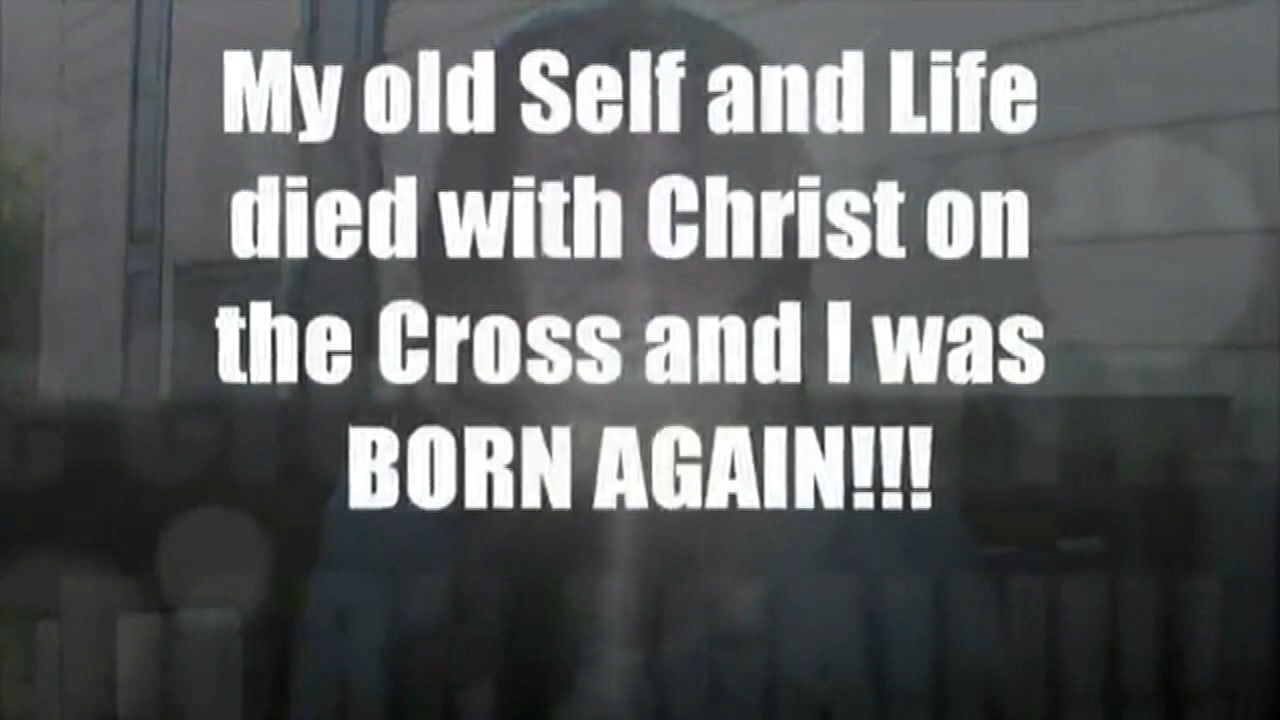 My old Self and Life
died with Christ on
the Cross and I was
BORN AGAIN!!!